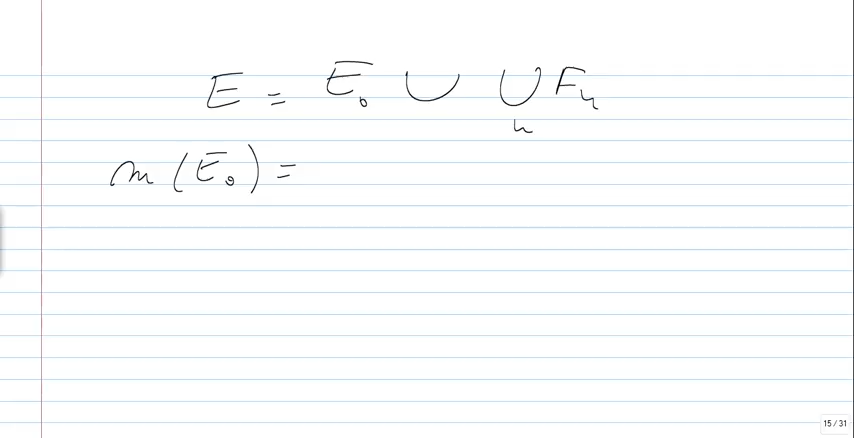 E = E₀ ∪ ⋃ₙ Fₙ
m (E₀) =
15 / 31